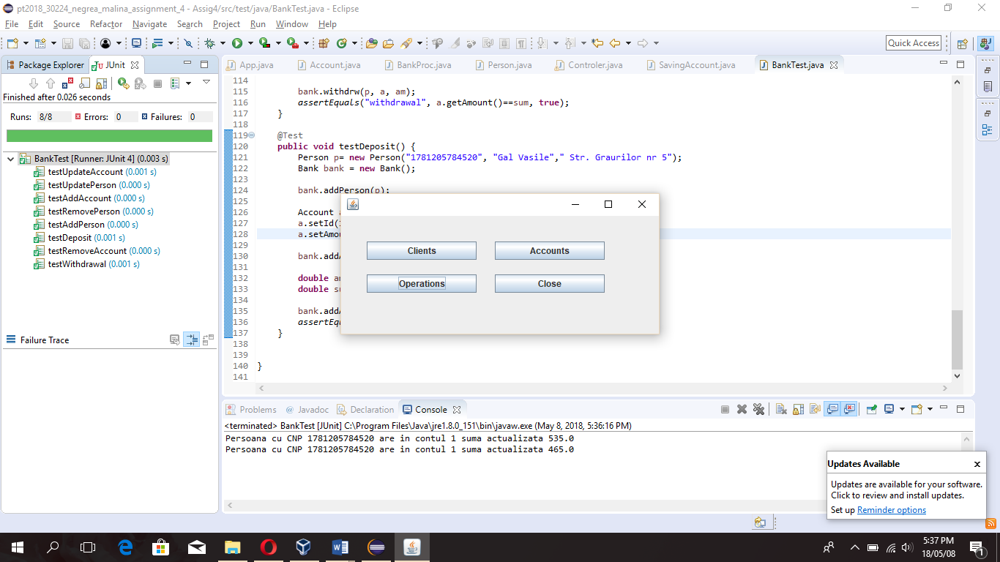 pt2018_30224_negrea_malina_assignment_4 - Assig4/src/test/java/BankTest.java - Eclipse
File Edit Source Refactor Navigate Search Project Run Window Help
Quick Access
Package Explorer JUnit
Finished after 0.026 seconds
Runs: 8/8 Errors: 0 Failures: 0
BankTest [Runner: JUnit 4] (0.003 s)
testUpdateAccount (0.001 s)
testUpdatePerson (0.000 s)
testAddAccount (0.000 s)
testRemovePerson (0.000 s)
testAddPerson (0.000 s)
testDeposit (0.001 s)
testRemoveAccount (0.000 s)
testWithdrawal (0.001 s)
Failure Trace
App.java Account.java BankProc.java Person.java Controler.java SavingAccount.java BankTest.java
114
115 bank.withdrw(p, a, am);
116 assertEquals("withdrawal", a.getAmount()==sum, true);
117 }
118
119 @Test
120 public void testDeposit() {
121 Person p= new Person("1781205784520", "Gal Vasile"," Str. Graurilor nr 5");
122 Bank bank = new Bank();
123
124 bank.addPerson(p);
125
126 Account
127 a.setId(
128 a.setAmou
129
130 bank.addA
131
132 double am
133 double su
134
135 bank.addA
136 assertEqu
137 }
138
139
140 }
141
Clients Accounts
Operations Close
Problems Javadoc Declaration Console
<terminated> BankTest [JUnit] C:\Program Files\Java\jre1.8.0_151\bin\javaw.exe (May 8, 2018, 5:36:16 PM)
Persoana cu CNP 1781205784520 are in contul 1 suma actualizata 535.0
Persoana cu CNP 1781205784520 are in contul 1 suma actualizata 465.0
Updates Available
Updates are available for your software.
Click to review and install updates.
Set up Reminder options
5:37 PM
18/05/08
1